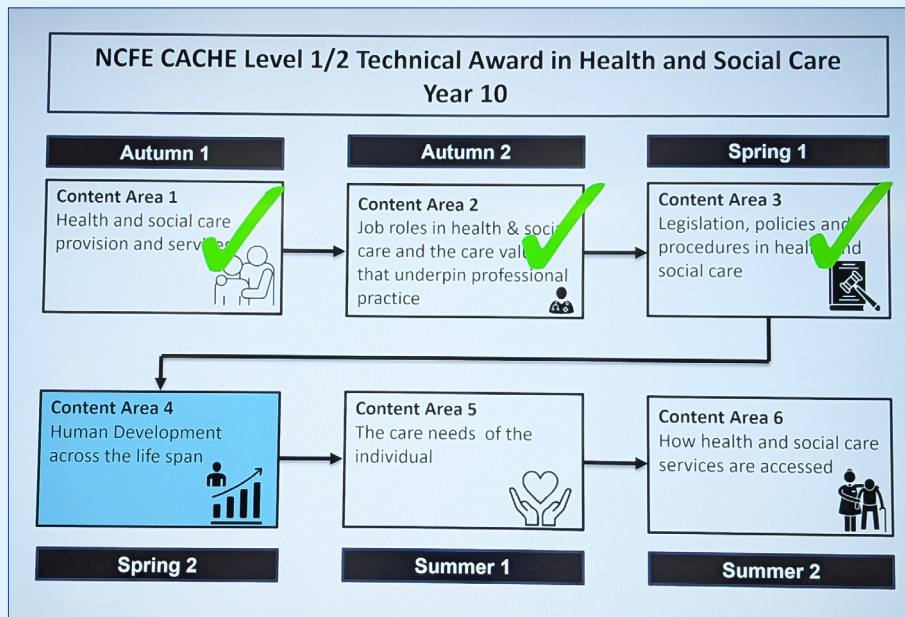 NCFE CACHE Level 1/2 Technical Award in Health and Social Care
Year 10
Autumn 1
Autumn 2
Spring 1
Content Area 1
Health and social care
provision and services
Content Area 2
Job roles in health & social
care and the care values
that underpin professional
practice
Content Area 3
Legislation, policies and
procedures in health and
social care
Content Area 4
Human Development
across the life span
Content Area 5
The care needs of the
individual
Content Area 6
How health and social care
services are accessed
Spring 2
Summer 1
Summer 2